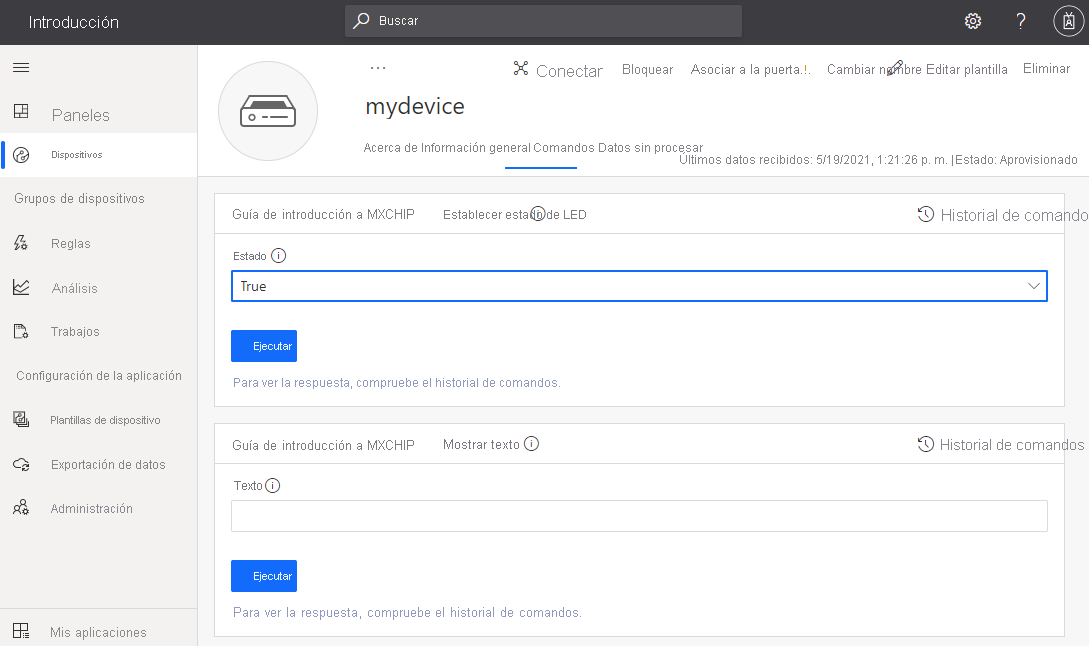 Introducción
Buscar
?
Paneles
Dispositivos
Grupos de dispositivos
Reglas
Análisis
Trabajos
Configuración de la aplicación
Plantillas de dispositivo
Exportación de datos
Administración
Mis aplicaciones
...
Conectar Bloquear Asociar a la puerta.!. Cambiar nombre Editar plantilla Eliminar
mydevice
Acerca de Información general Comandos Datos sin procesar
Últimos datos recibidos: 5/19/2021, 1:21:26 p. m. |Estado: Aprovisionado
Guía de introducción a MXCHIP Establecer estado de LED Historial de comando
Estado
True
Ejecutar
Para ver la respuesta, compruebe el historial de comandos.
Guía de introducción a MXCHIP Mostrar texto Historial de comandos
Texto
Ejecutar
Para ver la respuesta, compruebe el historial de comandos.